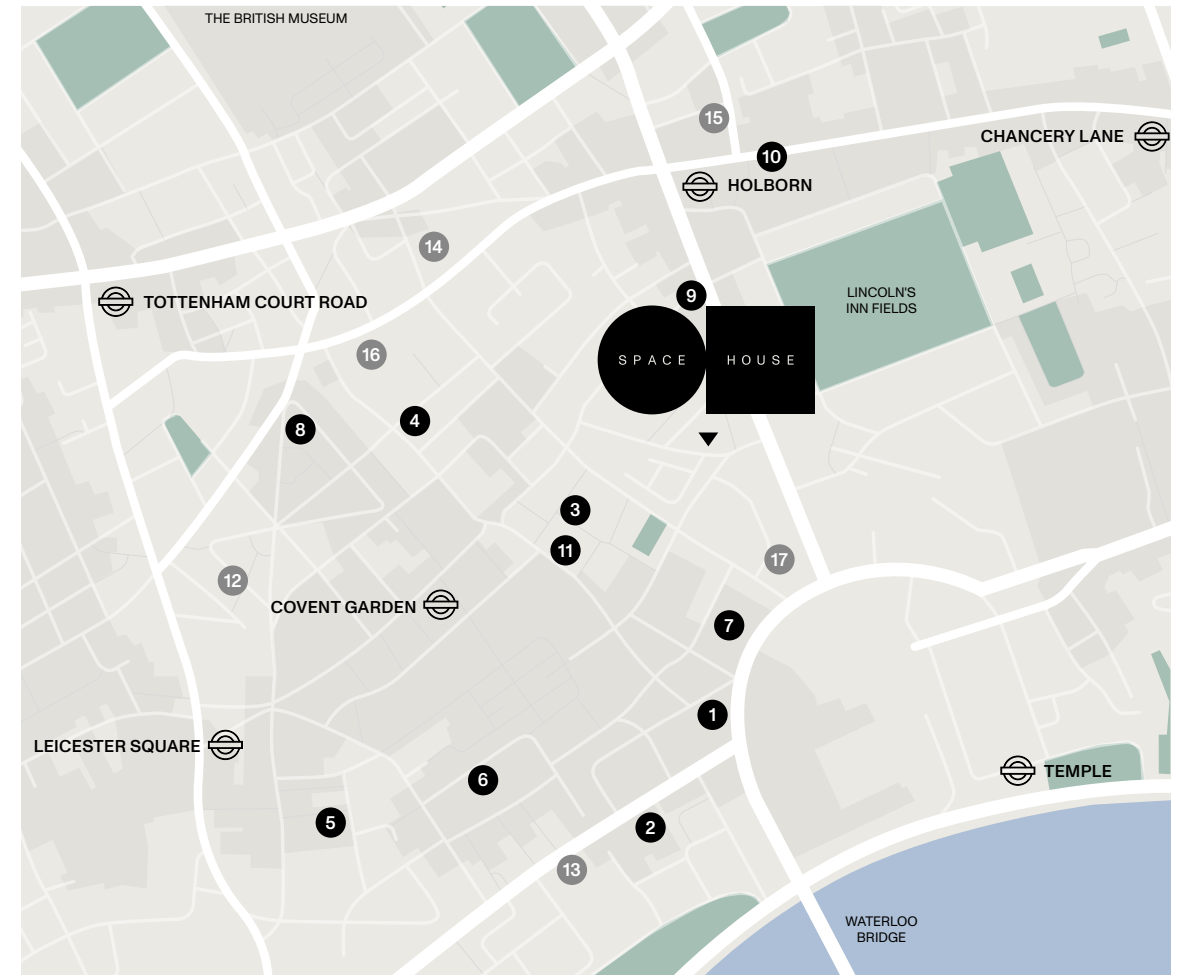 THE BRITISH MUSEUM
15
CHANCERY LANE
10
HOLBORN
14
9
LINCOLN'S
INN FIELDS
TOTTENHAM COURT ROAD
16
SPACE HOUSE
4
8
3
11
17
12
COVENT GARDEN
7
1
LEICESTER SQUARE
TEMPLE
6
5
2
13
WATERLOO
BRIDGE